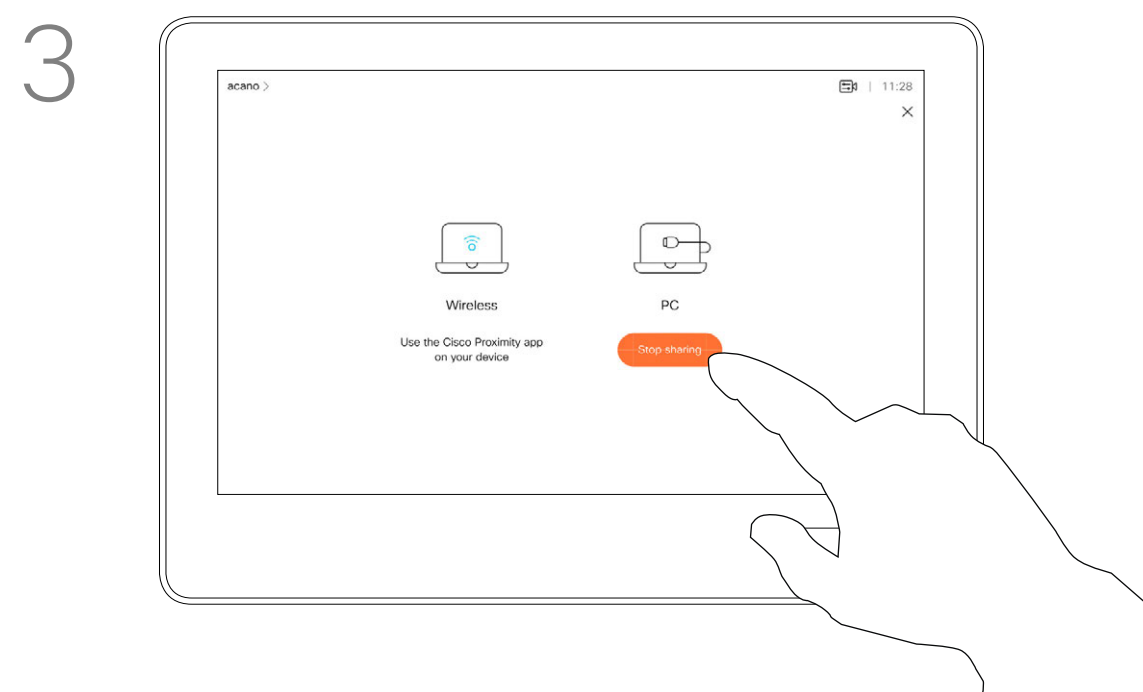 3
acano >
11:28
Wireless
PC
Use the Cisco Proximity app
on your device
Stop sharing